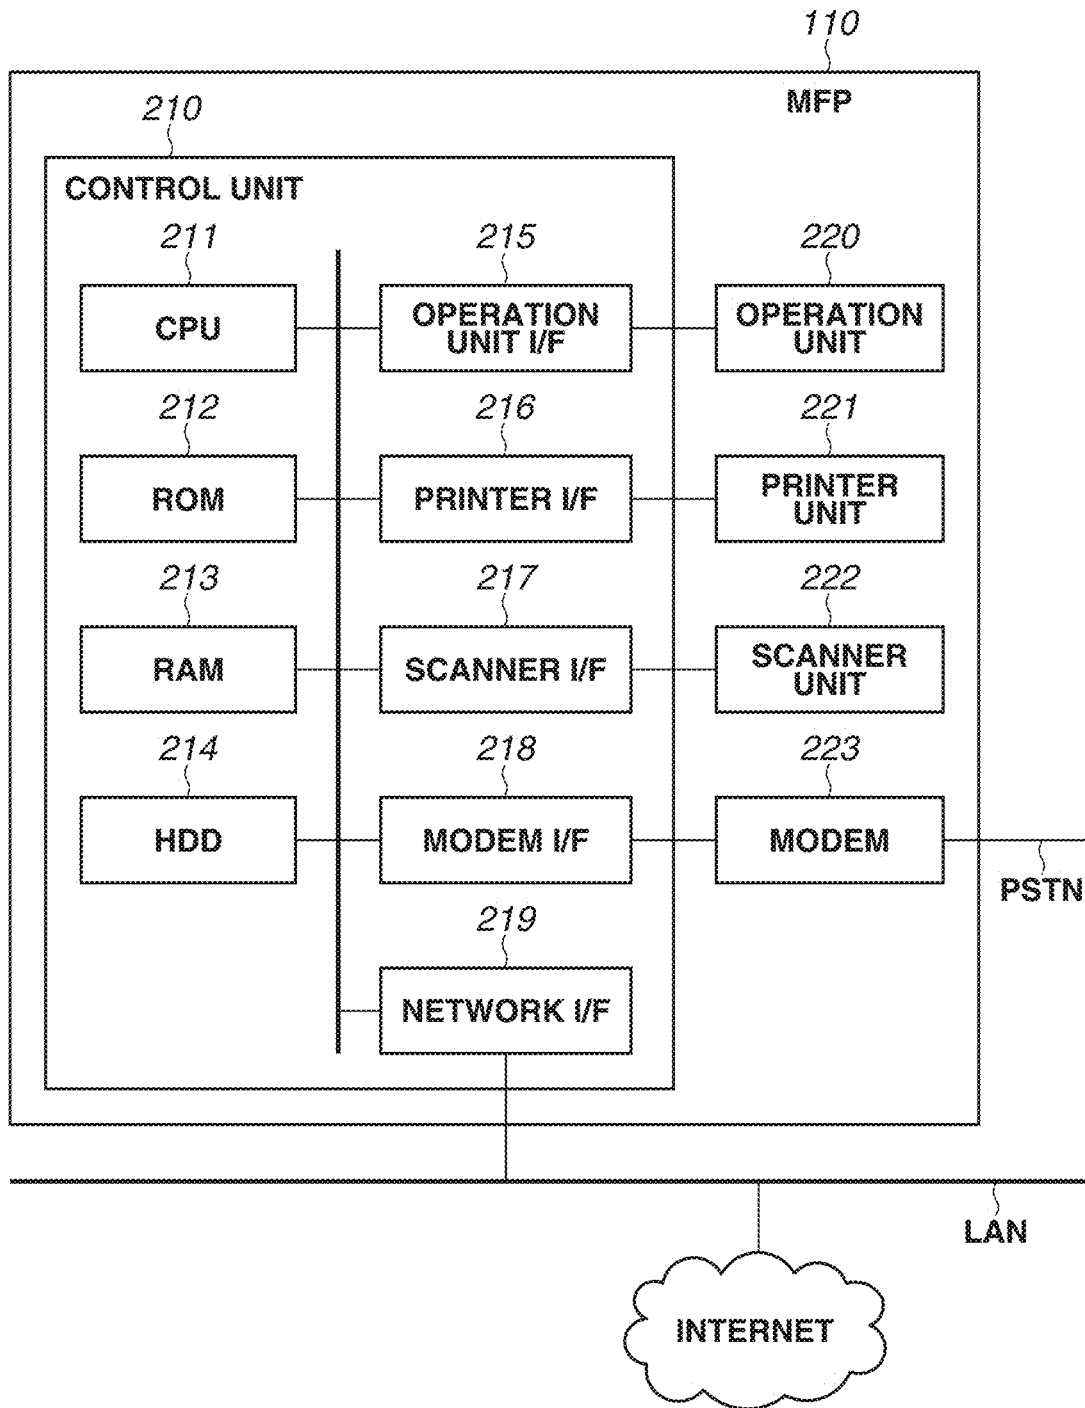 110
MFP
210
CONTROL UNIT
211
215
220
CPU
OPERATION
UNIT I/F
OPERATION
UNIT
212
216
221
ROM
PRINTER I/F
PRINTER
UNIT
213
217
222
RAM
SCANNER I/F
SCANNER
UNIT
214
218
223
HDD
MODEM I/F
MODEM
PSTN
219
NETWORK I/F
LAN
INTERNET